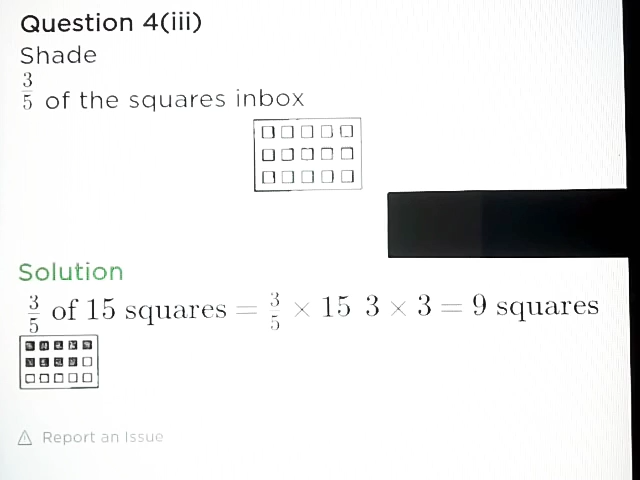 Question 4(iii)
Shade
3/5 of the squares inbox
Solution
3/5 of 15 squares = 3/5 × 15 3 × 3 = 9 squares
Report an Issue